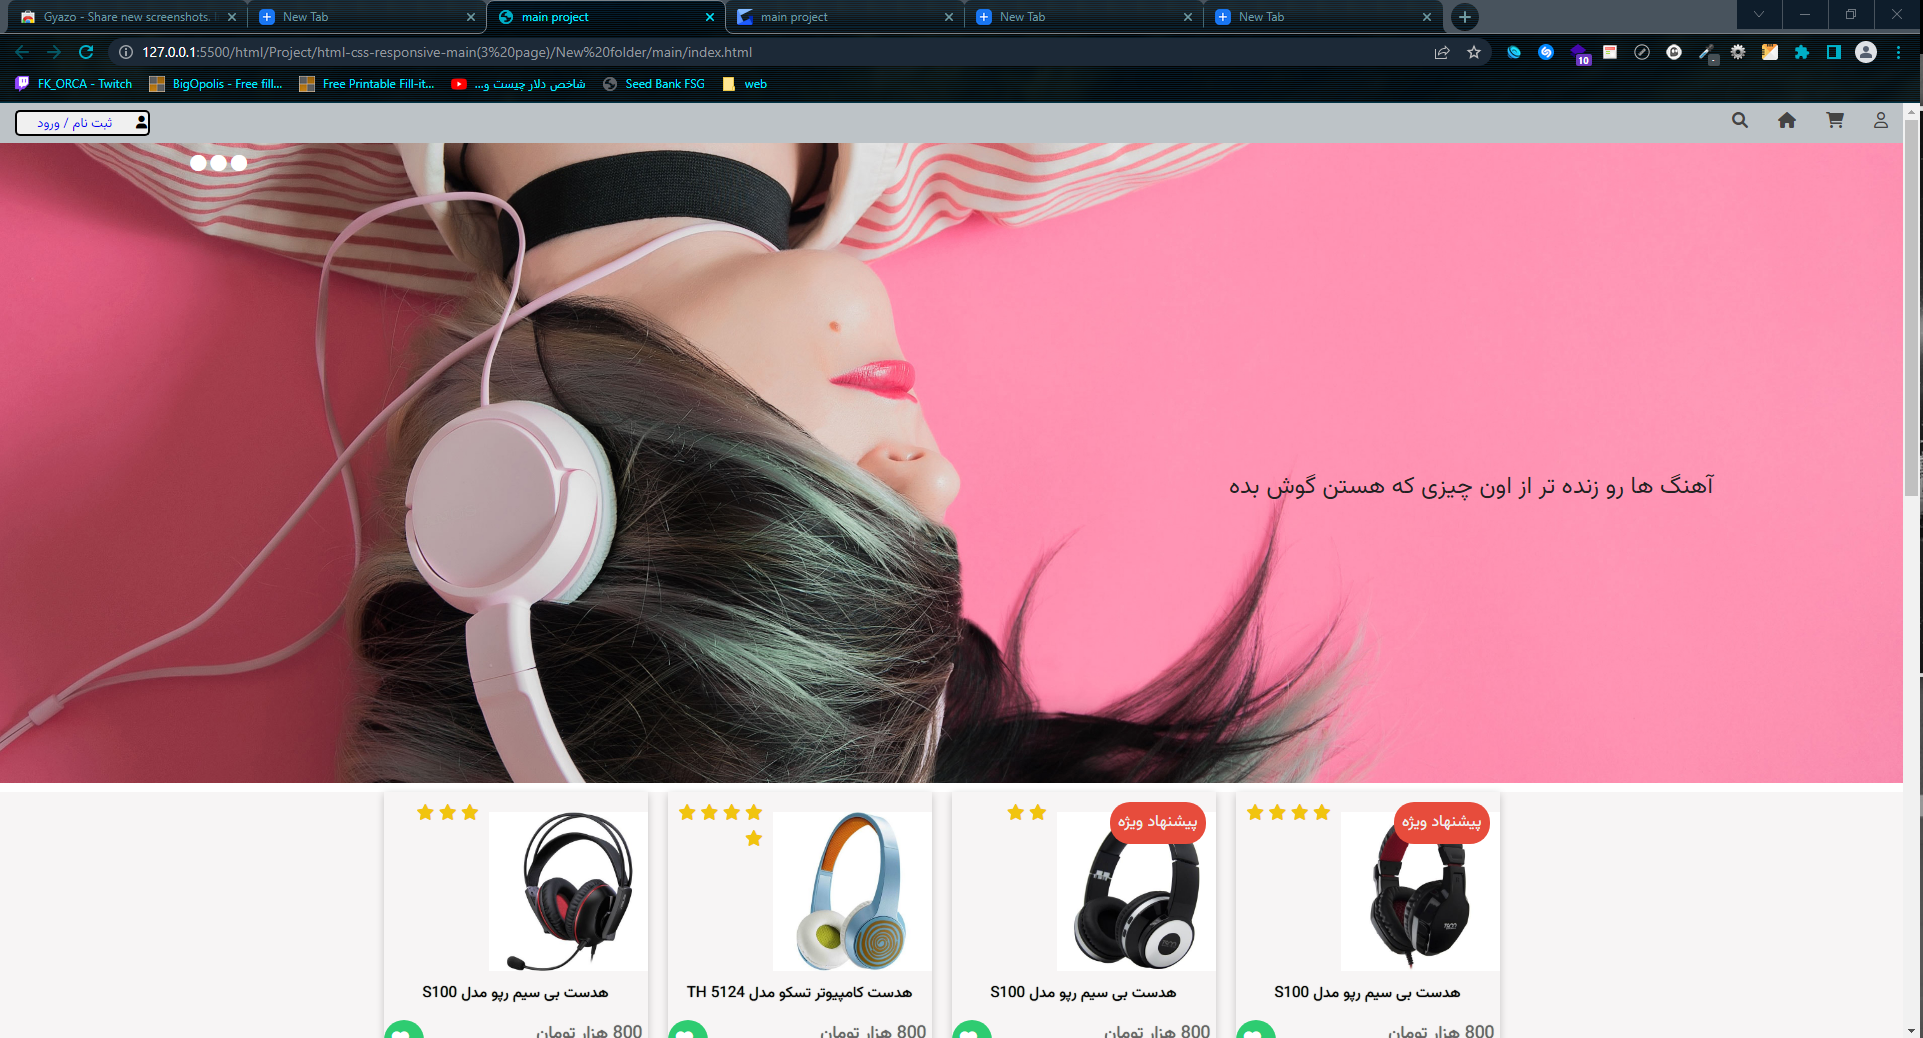 Gyazo - Share new screenshots.
New Tab
main project
main project
New Tab
New Tab
127.0.0.1:5500/html/Project/html-css-responsive-main(3%20page)/New%20folder/main/index.html
10
FK_ORCA - Twitch
BigOpolis - Free fill...
Free Printable Fill-it...
شاخص دلار چیست و...
Seed Bank FSG
web
ثبت نام / ورود
آهنگ ها رو زنده تر از اون چیزی که هستن گوش بده
پیشنهاد ویژه
پیشنهاد ویژه
هدست بی سیم رپو مدل S100
هدست کامپیوتر تسکو مدل TH 5124
هدست بی سیم رپو مدل S100
هدست بی سیم رپو مدل S100
800 هزار تومان
800 هزار تومان
800 هزار تومان
800 هزار تومان